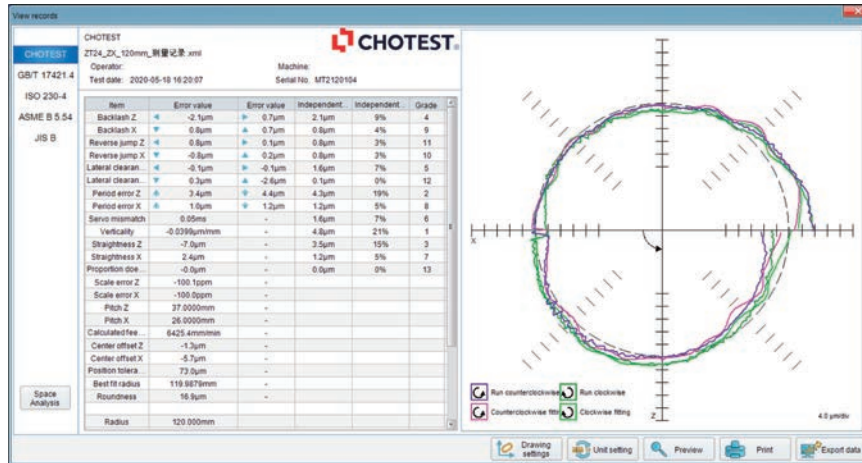 View records
CHOTEST
GB/T 17421.4
ISO 230-4
ASME B 5.54
JIS B
Space Analysis
CHOTEST
CHOTEST.
ZT24_ZX_120mm_测量记录.xml
Operator: Machine:
Test date: 2020-05-18 16:20:07 Serial No. MT2120104
Item Error value Error value Independent... Independent... Grade
Backlash Z -2.1μm 0.7μm 2.1μm 9% 4
Backlash X 0.8μm 0.7μm 0.8μm 4% 9
Reverse jump Z 0.8μm 0.1μm 0.8μm 3% 11
Reverse jump X -0.8μm 0.2μm 0.8μm 3% 10
Lateral clearan... -0.1μm -0.1μm 1.6μm 7% 5
Lateral clearan... 0.3μm -2.6μm 0.1μm 0% 12
Period error Z 3.4μm 4.4μm 4.3μm 19% 2
Period error X 1.0μm 1.2μm 1.2μm 5% 8
Servo mismatch 0.05ms - 1.6μm 7% 6
Verticality -0.0399μm/mm - 4.8μm 21% 1
Straightness Z -7.0μm - 3.5μm 15% 3
Straightness X 2.4μm - 1.2μm 5% 7
Proportion doe... -0.0μm - 0.0μm 0% 13
Scale error Z -100.1ppm -
Scale error X -100.0ppm -
Pitch Z 37.0000mm -
Pitch X 26.0000mm -
Calculated fee... 6425.4mm/min -
Center offset Z -1.3μm -
Center offset X -5.7μm -
Position tolera... 73.0μm -
Best fit radius 119.9879mm -
Roundness 16.9μm -
Radius 120.000mm
X
Z
Run counterclockwise Run clockwise
Counterclockwise fittin Clockwise fitting
4.0 μm/div
Drawing settings
Unit setting
Preview
Print
Export data